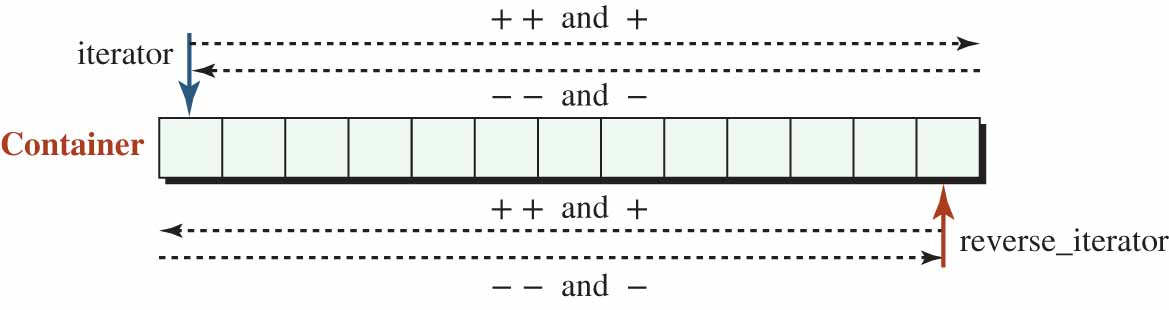 + + and +
iterator
− − and −
Container
+ + and +
reverse_iterator
− − and −